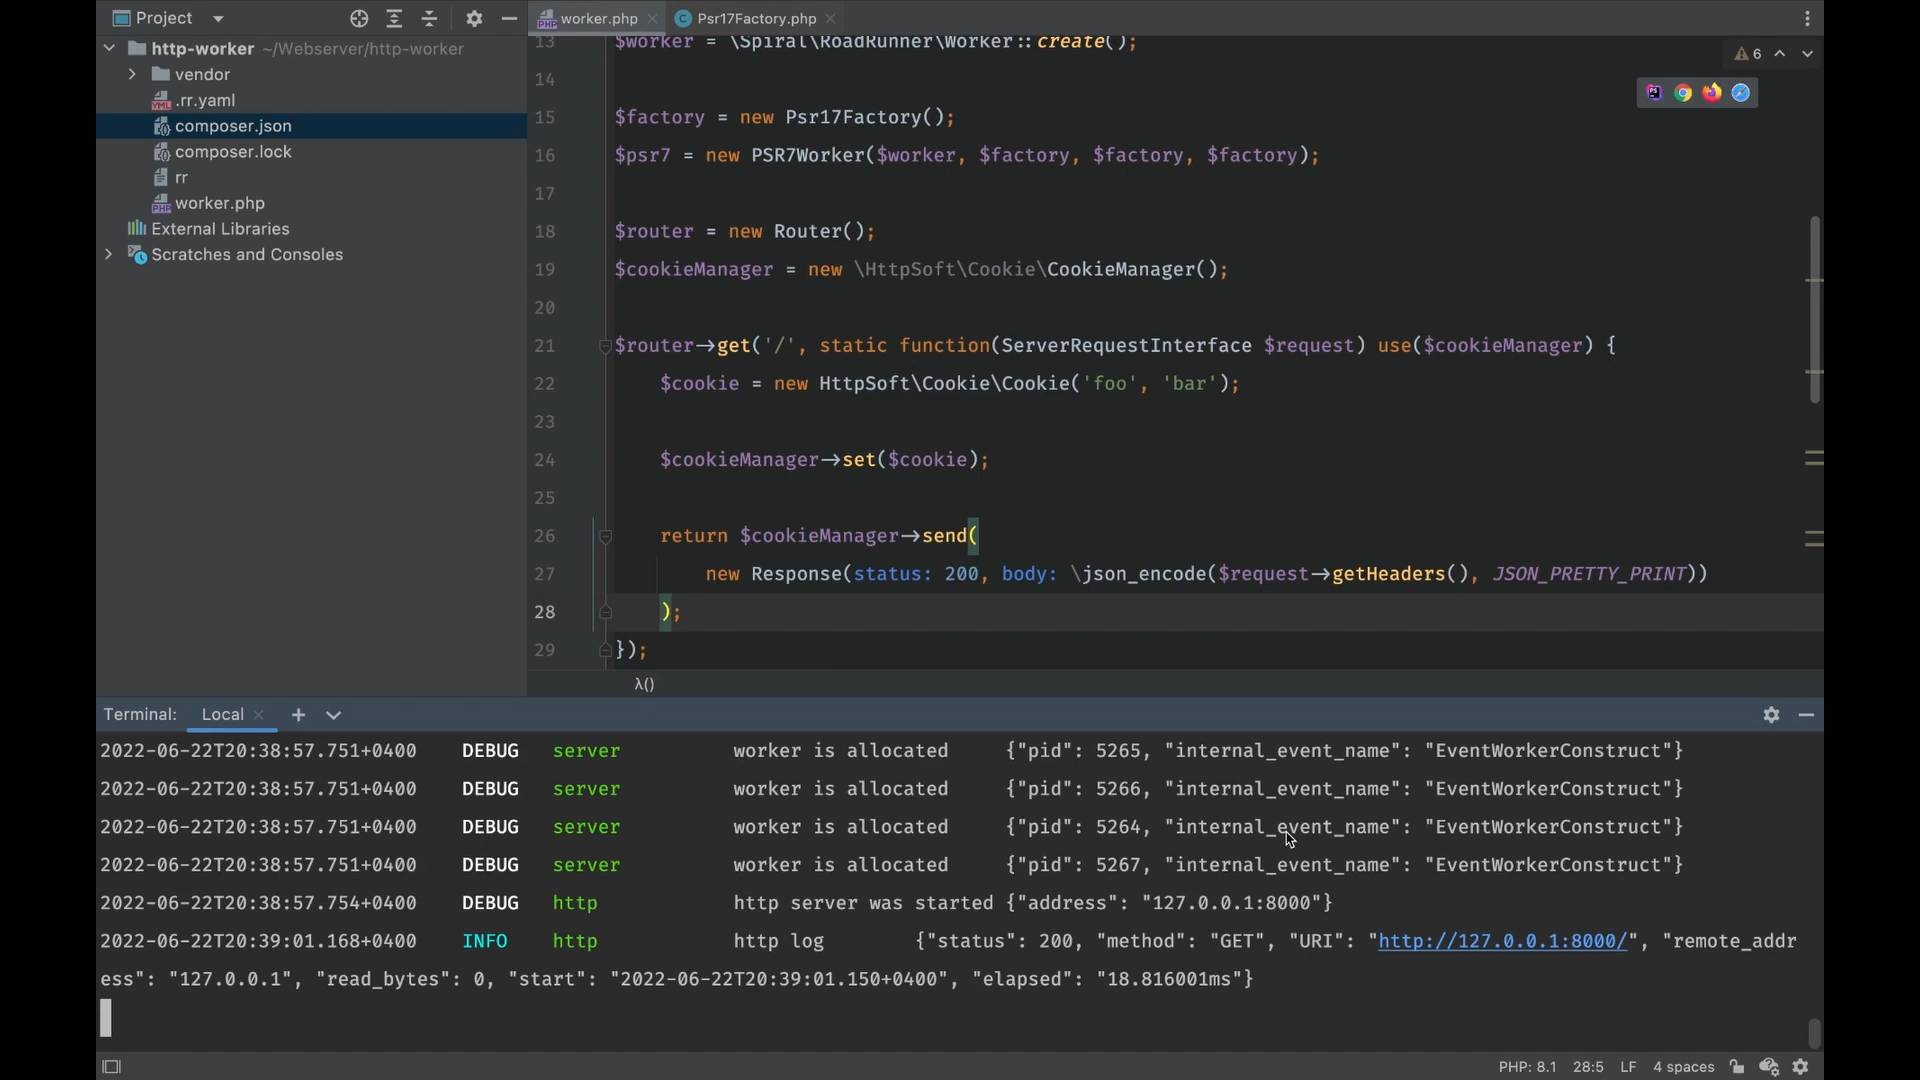 Project
worker.php
Psr17Factory.php
http-worker ~/Webserver/http-worker
vendor
.rr.yaml
composer.json
composer.lock
rr
worker.php
External Libraries
Scratches and Consoles
6
13 $worker = \Spiral\RoadRunner\Worker::create();
14
15 $factory = new Psr17Factory();
16 $psr7 = new PSR7Worker($worker, $factory, $factory, $factory);
17
18 $router = new Router();
19 $cookieManager = new \HttpSoft\Cookie\CookieManager();
20
21 $router->get('/', static function(ServerRequestInterface $request) use($cookieManager) {
22 $cookie = new HttpSoft\Cookie\Cookie('foo', 'bar');
23
24 $cookieManager->set($cookie);
25
26 return $cookieManager->send(
27 new Response(status: 200, body: \json_encode($request->getHeaders(), JSON_PRETTY_PRINT))
28 );
29 });
λ()
Terminal: Local
2022-06-22T20:38:57.751+0400 DEBUG server worker is allocated {"pid": 5265, "internal_event_name": "EventWorkerConstruct"}
2022-06-22T20:38:57.751+0400 DEBUG server worker is allocated {"pid": 5266, "internal_event_name": "EventWorkerConstruct"}
2022-06-22T20:38:57.751+0400 DEBUG server worker is allocated {"pid": 5264, "internal_event_name": "EventWorkerConstruct"}
2022-06-22T20:38:57.751+0400 DEBUG server worker is allocated {"pid": 5267, "internal_event_name": "EventWorkerConstruct"}
2022-06-22T20:38:57.754+0400 DEBUG http http server was started {"address": "127.0.0.1:8000"}
2022-06-22T20:39:01.168+0400 INFO http http log {"status": 200, "method": "GET", "URI": "http://127.0.0.1:8000/", "remote_addr
ess": "127.0.0.1", "read_bytes": 0, "start": "2022-06-22T20:39:01.150+0400", "elapsed": "18.816001ms"}
PHP: 8.1 28:5 LF 4 spaces